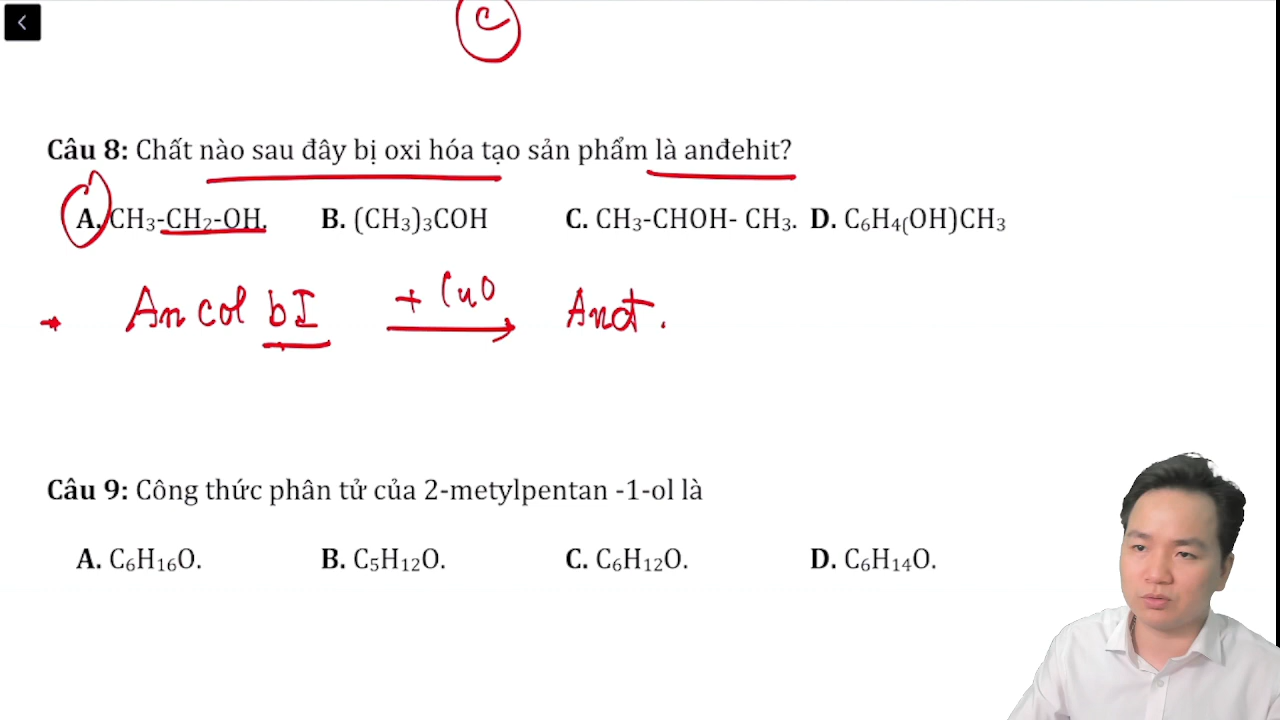 C
Câu 8: Chất nào sau đây bị oxi hóa tạo sản phẩm là anđehit?
A. CH₃-CH₂-OH. B. (CH₃)₃COH C. CH₃-CHOH- CH₃. D. C₆H₄(OH)CH₃
Ancol bI + CuO Anđ.
Câu 9: Công thức phân tử của 2-metylpentan -1-ol là
A. C₆H₁₆O. B. C₅H₁₂O. C. C₆H₁₂O. D. C₆H₁₄O.